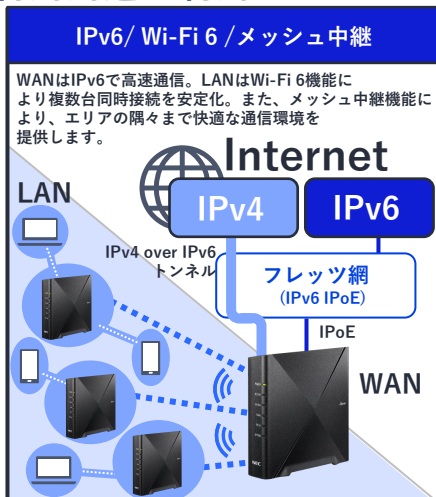 IPv6/ Wi-Fi 6 /メッシュ中継
WANはIPv6で高速通信。LANはWi-Fi 6機能に
より複数台同時接続を安定化。また、メッシュ中継機能に
より、エリアの隅々まで快適な通信環境を
提供します。
Internet
LAN
IPv4
IPv6
IPv4 over IPv6
トンネル
フレッツ網
(IPv6 IPoE)
IPoE
WAN
NEC